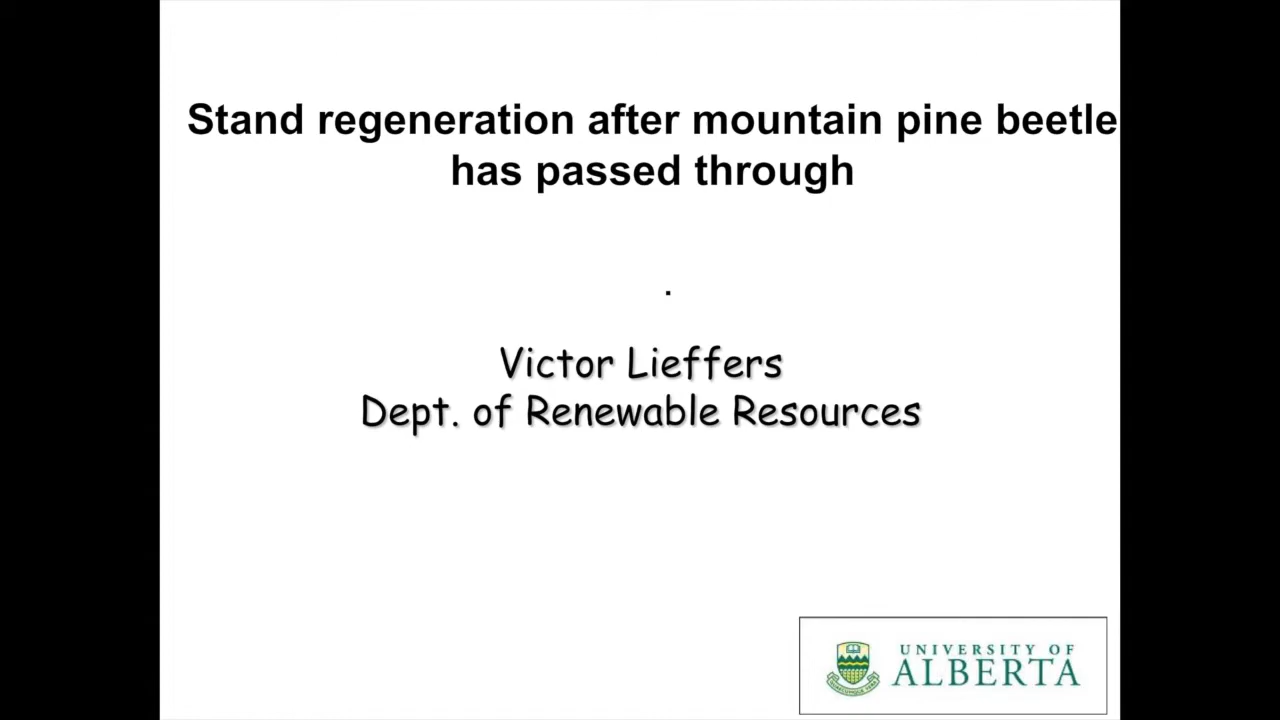 Stand regeneration after mountain pine beetle
has passed through
.
Victor Lieffers
Dept. of Renewable Resources
UNIVERSITY OF
ALBERTA